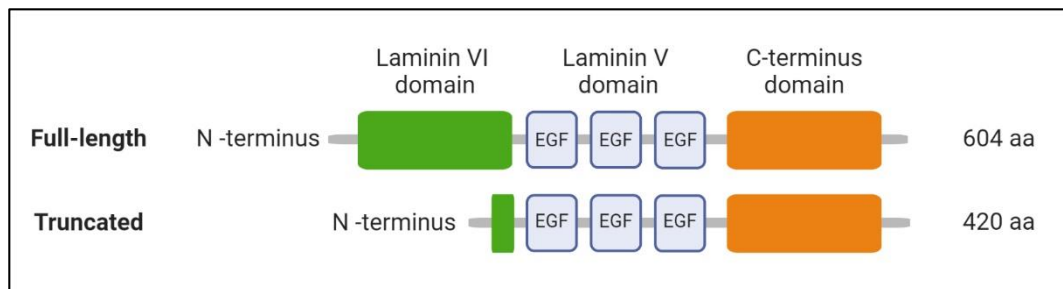 Laminin VI domain
Laminin V domain
C-terminus domain
Full-length N -terminus EGF EGF EGF 604 aa
Truncated N -terminus EGF EGF EGF 420 aa